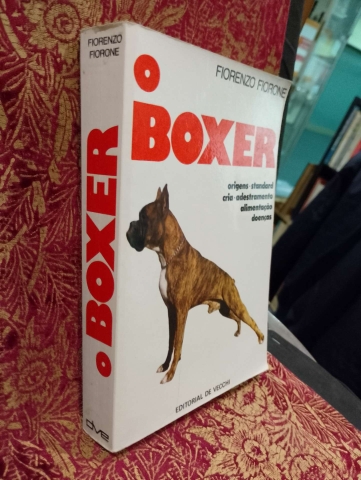 FIORENZO
FIORONE
O BOXER
dve
FIORENZO FIORONE
O
BOXER
origens - standard
cria - adestramento
alimentação
doenças
EDITORIAL DE VECCHI